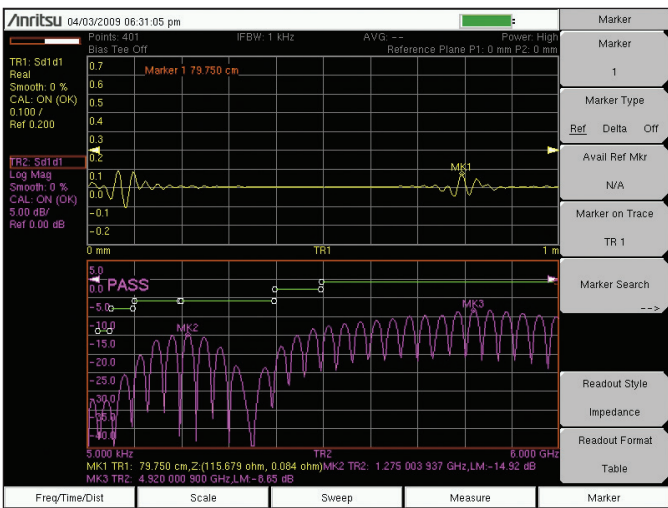 Anritsu 04/03/2009 06:31:05 pm
Marker
Points: 401 IFBW: 1 kHz AVG: -- Power: High
Bias Tee Off Reference Plane P1: 0 mm P2: 0 mm
TR1: Sd1d1
Real
Smooth: 0 %
CAL: ON (OK)
0.100 /
Ref 0.200
TR2: Sd1d1
Log Mag
Smooth: 0 %
CAL: ON (OK)
5.00 dB/
Ref 0.00 dB
Marker 1 79.750 cm
0.7
0.6
0.5
0.4
0.3
0.2
0.1
0.0
-0.1
-0.2
MK1
0 mm TR1 1 m
5.0
0.0
PASS
-5.0
-10.0
-15.0
-20.0
-25.0
-30.0
-35.0
-40.0
MK2
MK3
5.000 kHz TR2 6.000 GHz
MK1 TR1: 79.750 cm,Z:(115.679 ohm, 0.084 ohm)MK2 TR2: 1.275 003 937 GHz,LM:-14.92 dB
MK3 TR2: 4.920 000 900 GHz,LM:-8.65 dB
Marker
1
Marker Type
Ref Delta Off
Avail Ref Mkr
N/A
Marker on Trace
TR 1
Marker Search
-->
Readout Style
Impedance
Readout Format
Table
Freq/Time/Dist Scale Sweep Measure Marker